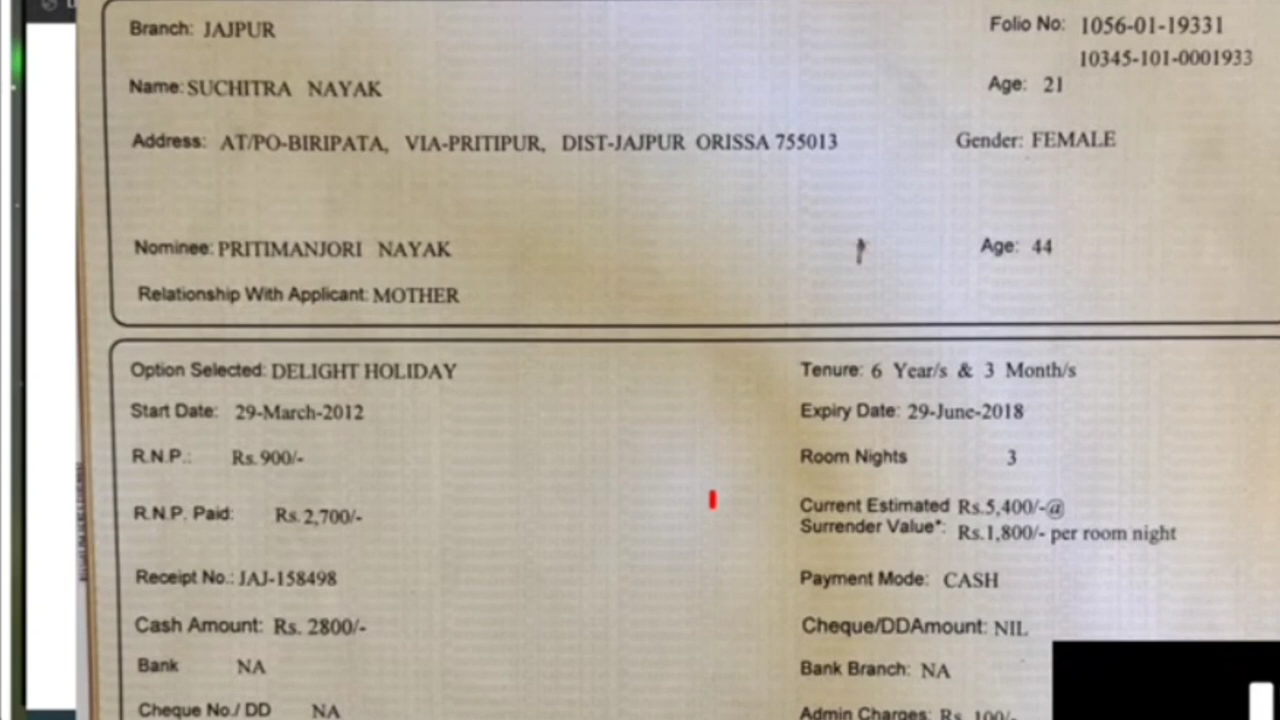 Branch: JAJPUR
Folio No: 1056-01-19331
10345-101-0001933
Name: SUCHITRA NAYAK
Age: 21
Address: AT/PO-BIRIPATA, VIA-PRITIPUR, DIST-JAJPUR ORISSA 755013
Gender: FEMALE
Nominee: PRITIMANJORI NAYAK
Age: 44
Relationship With Applicant: MOTHER
Option Selected: DELIGHT HOLIDAY
Tenure: 6 Year/s & 3 Month/s
Start Date: 29-March-2012
Expiry Date: 29-June-2018
R.N.P.: Rs. 900/-
Room Nights 3
R.N.P. Paid: Rs. 2,700/-
Current Estimated Rs.5,400/-@
Surrender Value*: Rs.1,800/- per room night
Receipt No.: JAJ-158498
Payment Mode: CASH
Cash Amount: Rs. 2800/-
Cheque/DDAmount: NIL
Bank NA
Bank Branch: NA
Cheque No./ DD NA
Admin Charges: Rs. 100/-